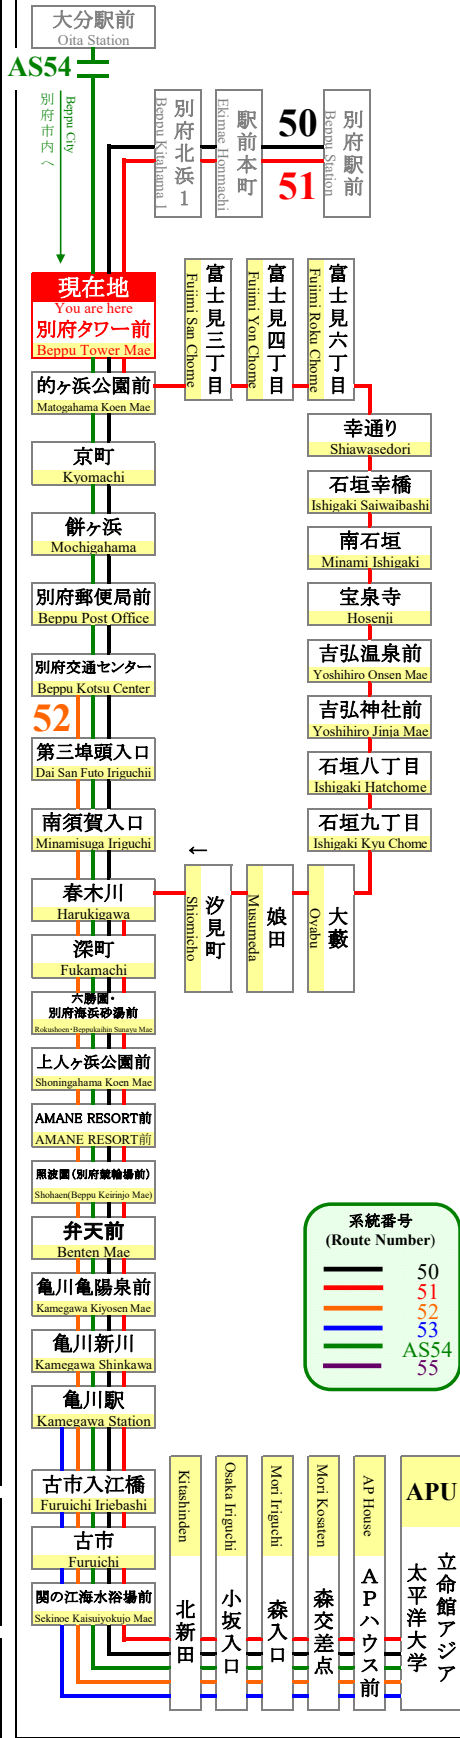 大分駅前
Oita Station
AS54
Beppu City
別府市内へ
別府北浜1
Beppu Kitahama 1
駅前本町
Ekimae Honmachi
50
51
別府駅前
Beppu Station
現在地
You are here
別府タワー前
Beppu Tower Mae
的ヶ浜公園前
Matogahama Koen Mae
富士見三丁目
Fujimi San Chome
富士見四丁目
Fujimi Yon Chome
富士見六丁目
Fujimi Roku Chome
幸通り
Shiawasedori
石垣幸橋
Ishigaki Saiwaibashi
南石垣
Minami Ishigaki
宝泉寺
Hosenji
吉弘温泉前
Yoshihiro Onsen Mae
吉弘神社前
Yoshihiro Jinja Mae
石垣八丁目
Ishigaki Hatchome
石垣九丁目
Ishigaki Kyu Chome
大藪
Oyabu
娘田
Musumeda
汐見町
Shiomicho
←
京町
Kyomachi
餅ヶ浜
Mochigahama
別府郵便局前
Beppu Post Office
別府交通センター
Beppu Kotsu Center
52
第三埠頭入口
Dai San Futo Iriguchii
南須賀入口
Minamisuga Iriguchi
春木川
Harukigawa
深町
Fukamachi
六勝園・
別府海浜砂湯前
Rokushoen・Beppukaihin Sunayu Mae
上人ヶ浜公園前
Shoningahama Koen Mae
AMANE RESORT前
AMANE RESORT前
照波園(別府競輪場前)
Shohaen(Beppu Keirinjo Mae)
弁天前
Benten Mae
亀川亀陽泉前
Kamegawa Kiyosen Mae
亀川新川
Kamegawa Shinkawa
亀川駅
Kamegawa Station
古市入江橋
Furuichi Iriebashi
古市
Furuichi
関の江海水浴場前
Sekinoe Kaisuiyokujo Mae
系統番号
(Route Number)
50
51
52
53
AS54
55
Kitashinden
北新田
Osaka Iriguchi
小坂入口
Mori Iriguchi
森入口
Mori Kosaten
森交差点
AP House
APハウス前
APU
立命館アジア
太平洋大学